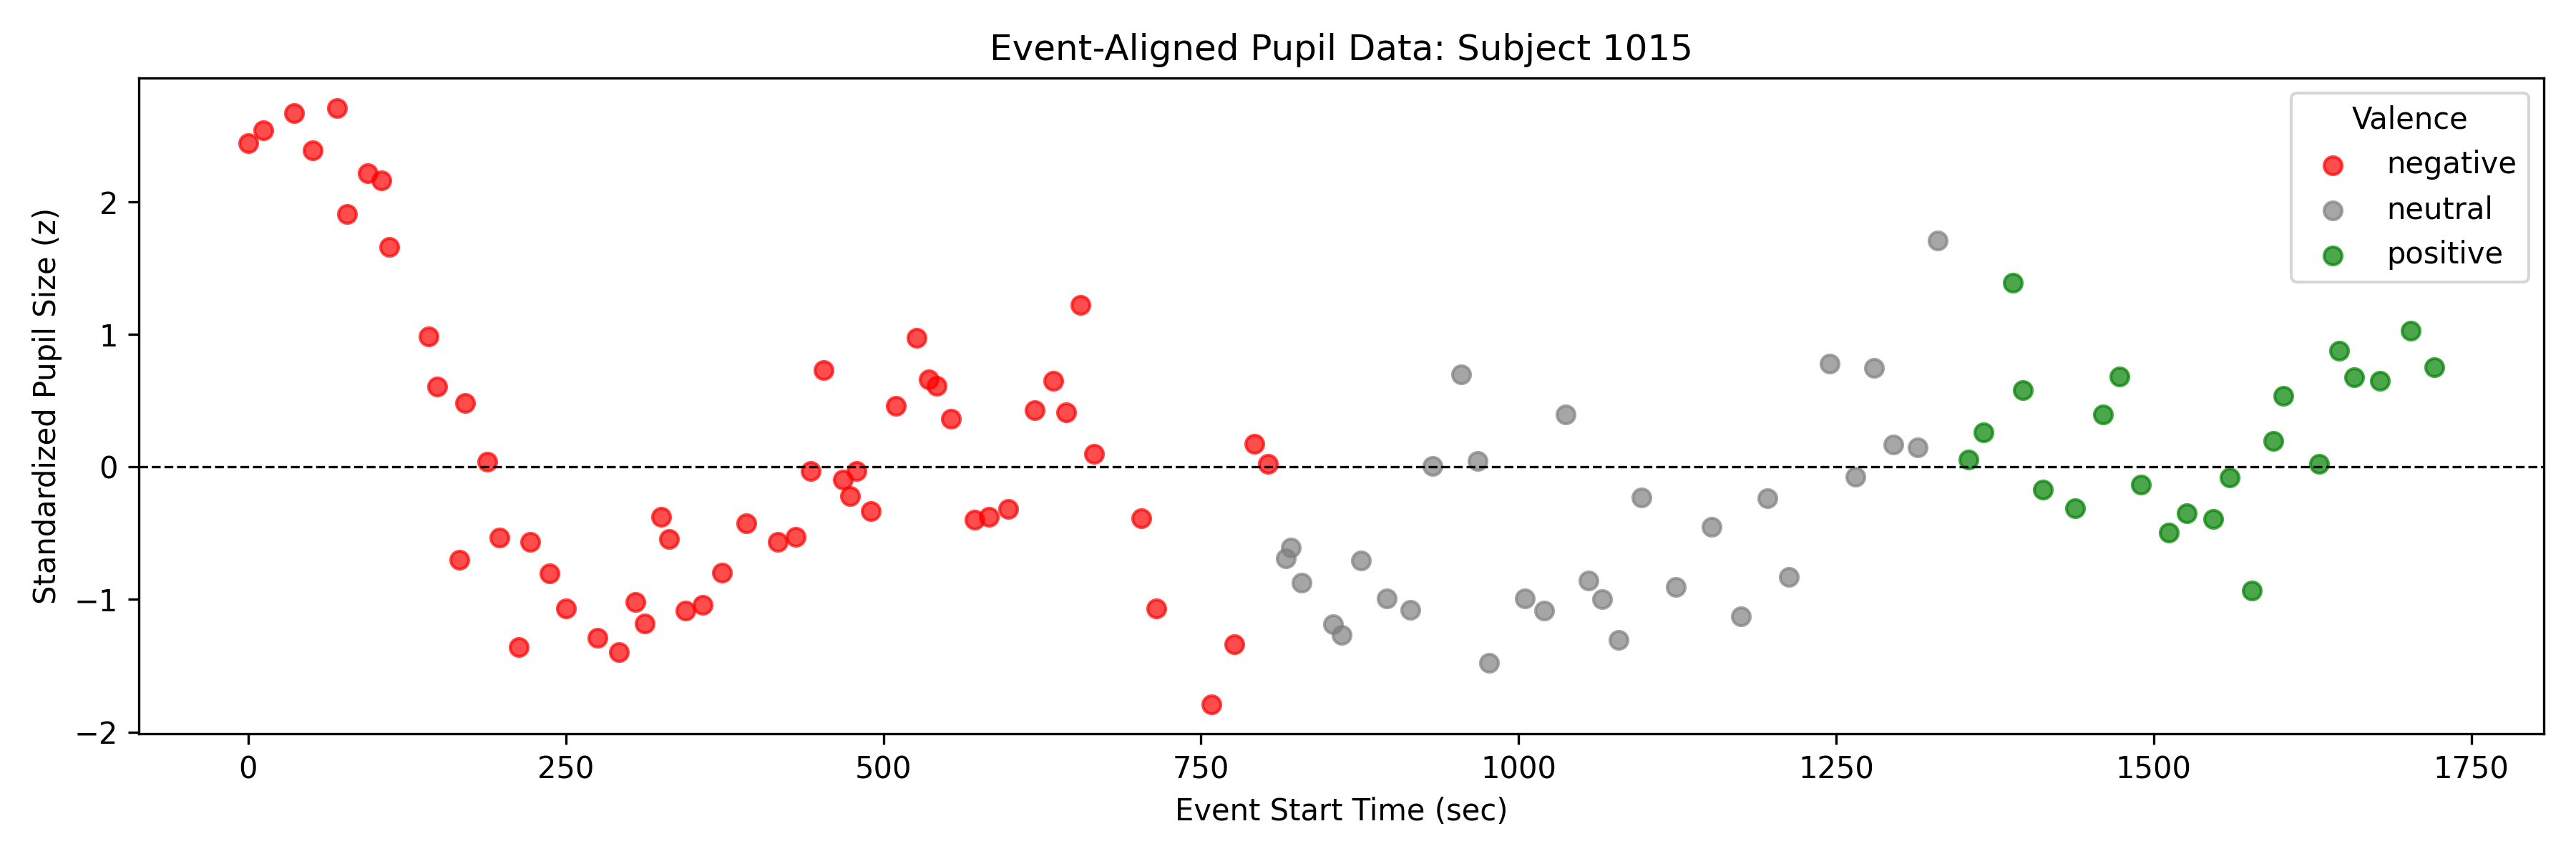 Event-Aligned Pupil Data: Subject 1015
Standardized Pupil Size (z)
2
1
0
−1
−2
Valence
negative
neutral
positive
0 250 500 750 1000 1250 1500 1750
Event Start Time (sec)